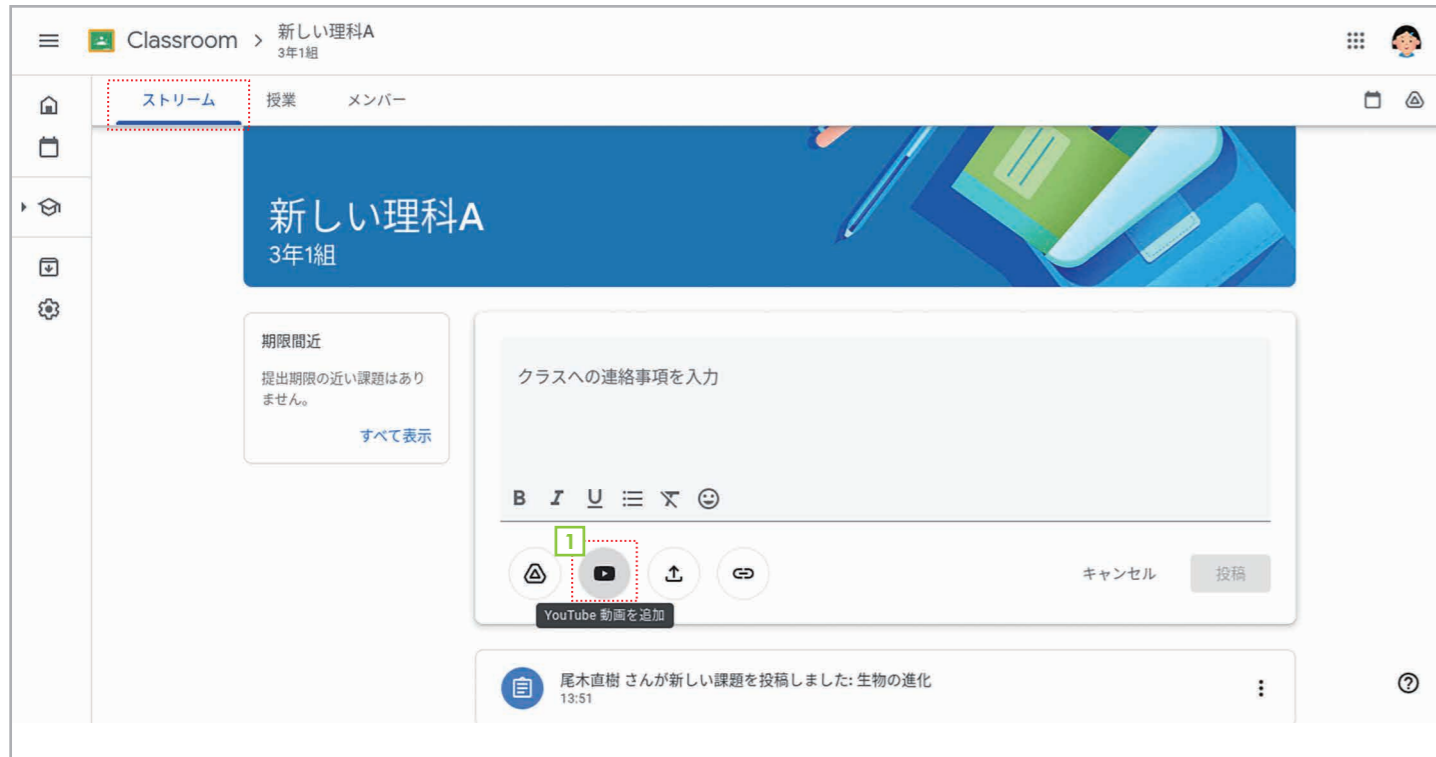 Classroom > 新しい理科A
3年1組
ストリーム 授業 メンバー
新しい理科A
3年1組
期限間近
提出期限の近い課題はあり
ません。
すべて表示
クラスへの連絡事項を入力
B I U
1
キャンセル 投稿
YouTube 動画を追加
尾木直樹 さんが新しい課題を投稿しました: 生物の進化
13:51